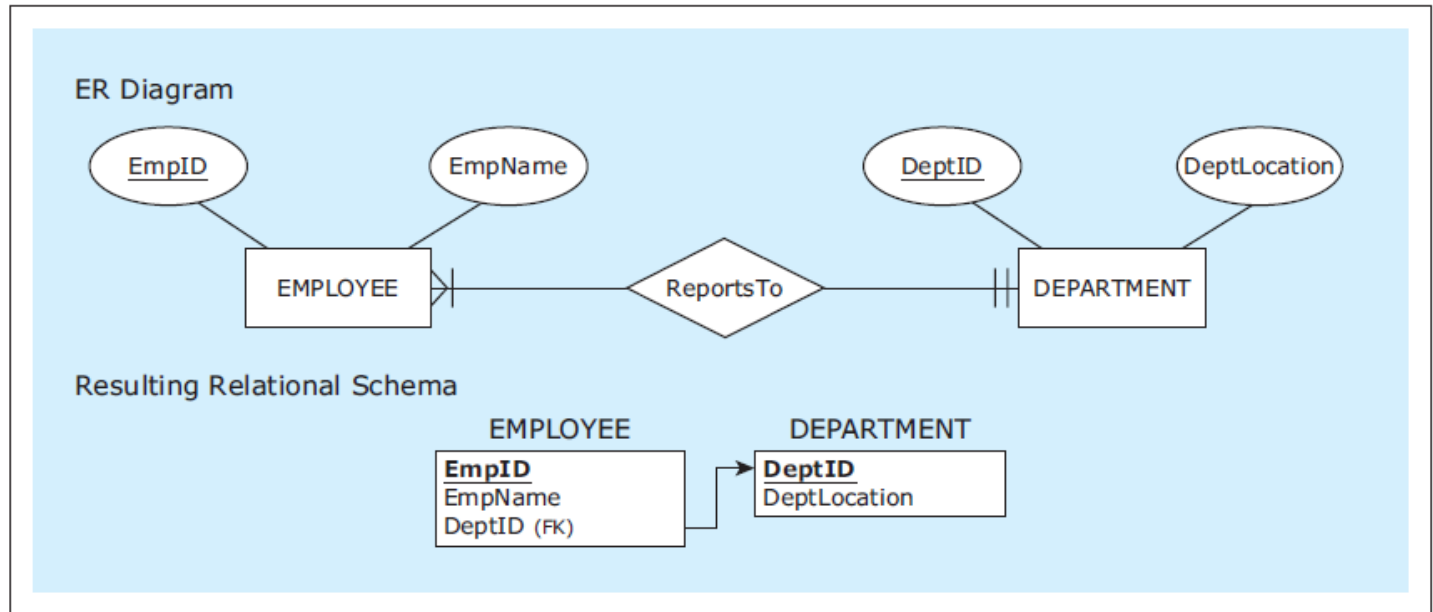 ER Diagram
EmpID
EmpName
DeptID
DeptLocation
EMPLOYEE
ReportsTo
DEPARTMENT
Resulting Relational Schema
EMPLOYEE
EmpID
EmpName
DeptID (FK)
DEPARTMENT
DeptID
DeptLocation